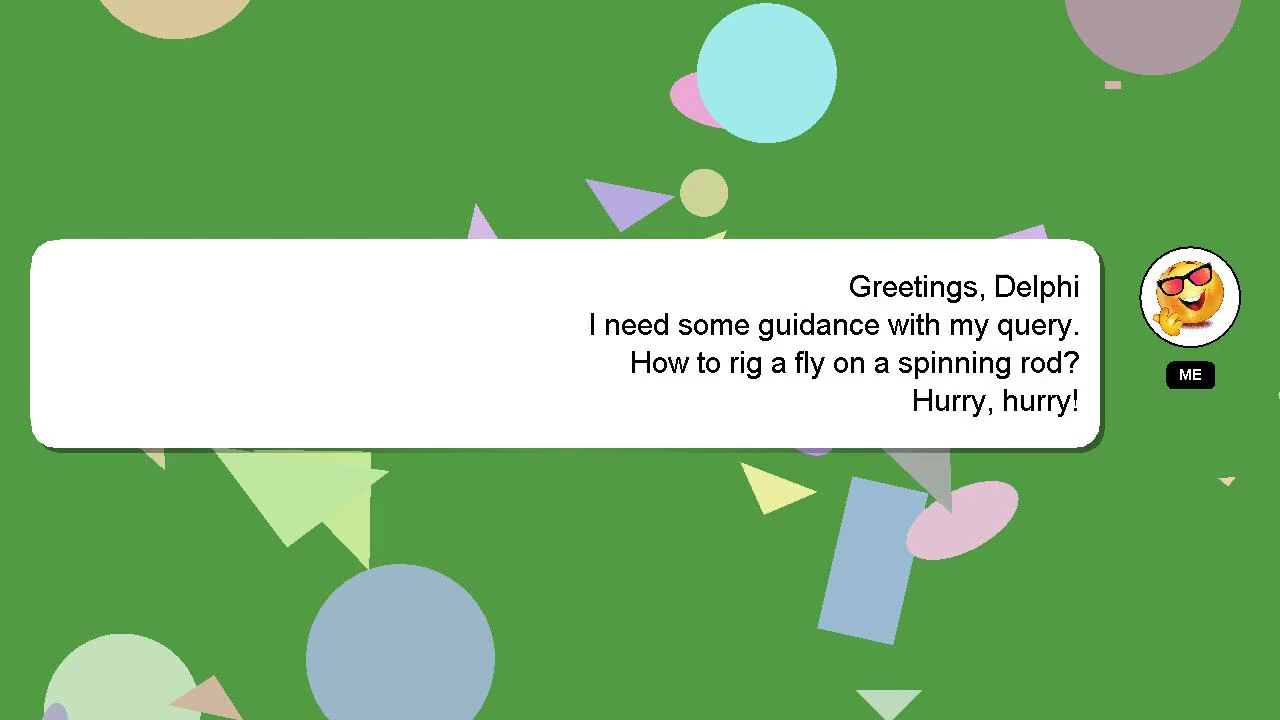 Greetings, Delphi
I need some guidance with my query.
How to rig a fly on a spinning rod?
Hurry, hurry!
ME